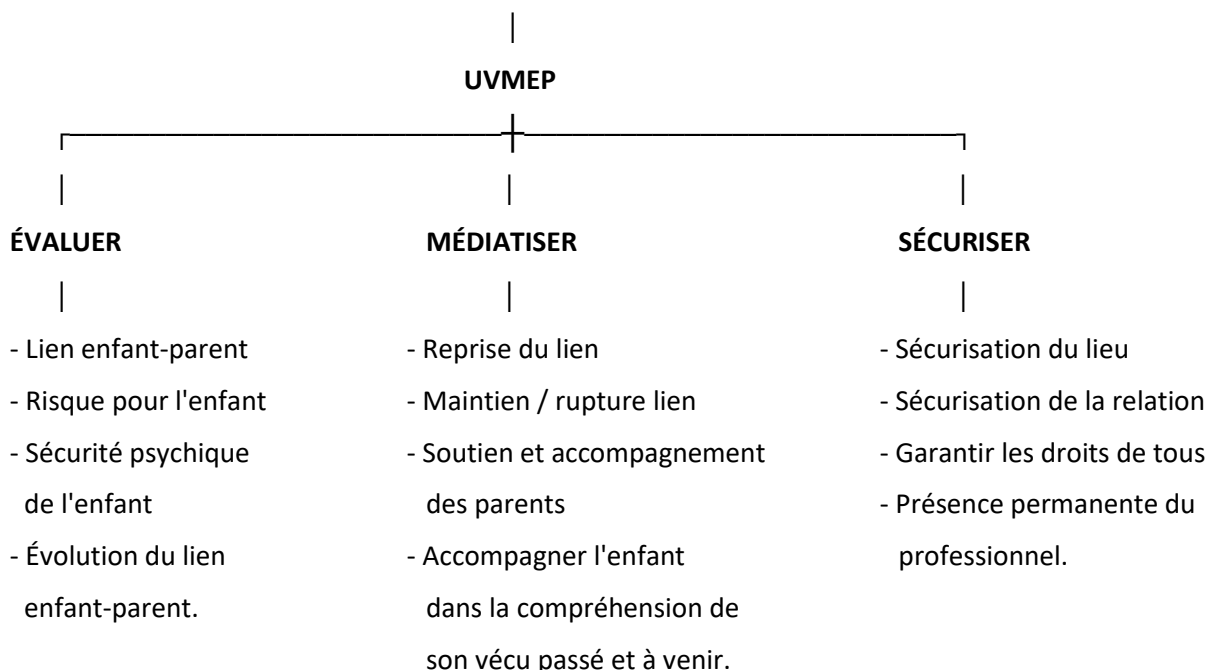 UVMEP
ÉVALUER
- Lien enfant-parent
- Risque pour l'enfant
- Sécurité psychique
de l'enfant
- Évolution du lien
enfant-parent.
MÉDIATISER
- Reprise du lien
- Maintien / rupture lien
- Soutien et accompagnement
des parents
- Accompagner l'enfant
dans la compréhension de
son vécu passé et à venir.
SÉCURISER
- Sécurisation du lieu
- Sécurisation de la relation
- Garantir les droits de tous
- Présence permanente du
professionnel.